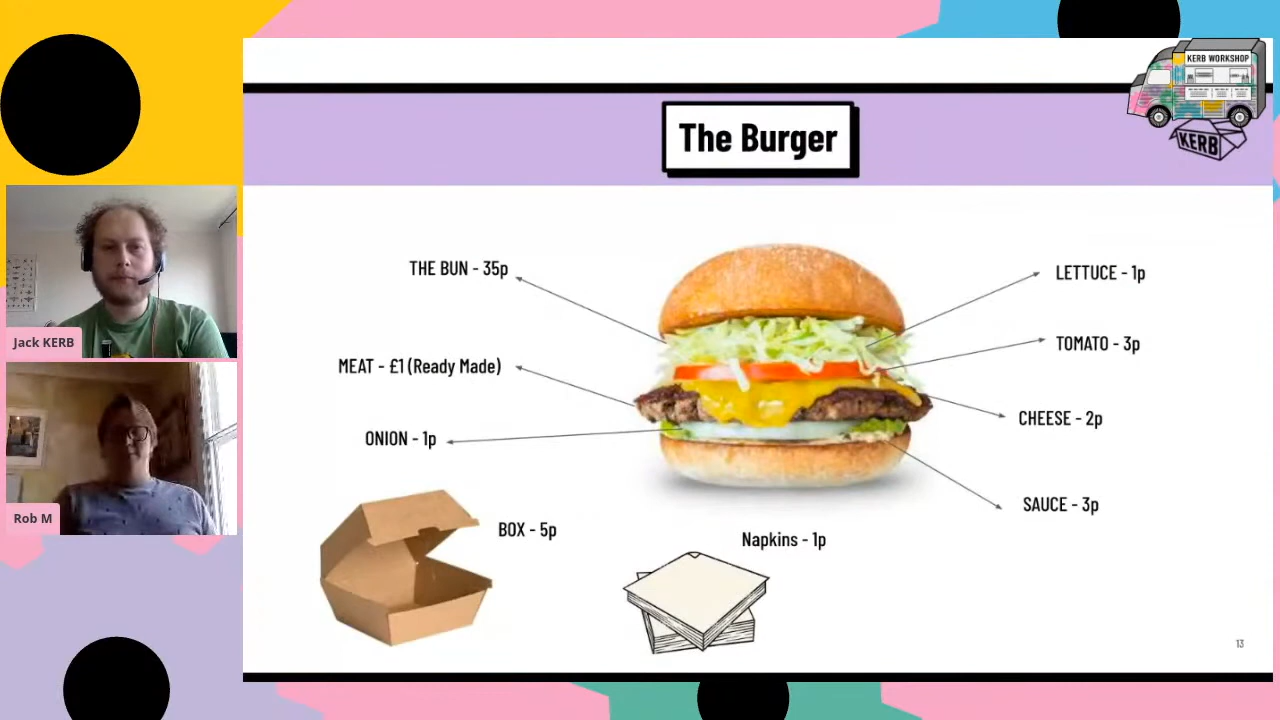 KERB WORKSHOP
KERB
The Burger
THE BUN - 35p
LETTUCE - 1p
TOMATO - 3p
MEAT - £1 (Ready Made)
CHEESE - 2p
ONION - 1p
SAUCE - 3p
BOX - 5p
Napkins - 1p
13
Jack KERB
Rob M